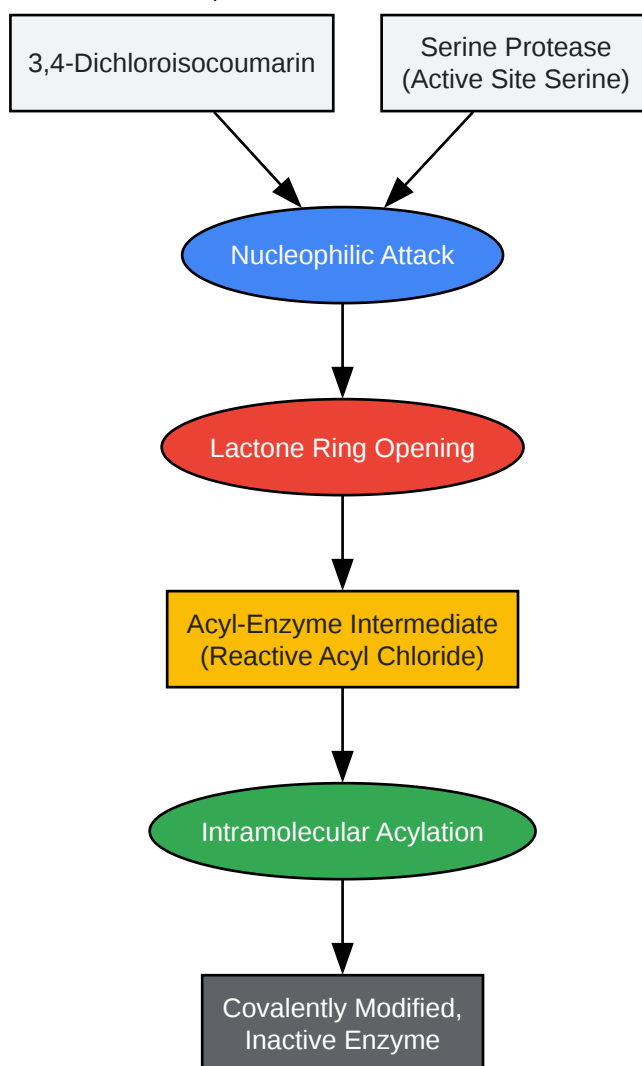 3,4-Dichloroisocoumarin
Serine Protease
(Active Site Serine)
Nucleophilic Attack
Lactone Ring Opening
Acyl-Enzyme Intermediate
(Reactive Acyl Chloride)
Intramolecular Acylation
Covalently Modified,
Inactive Enzyme